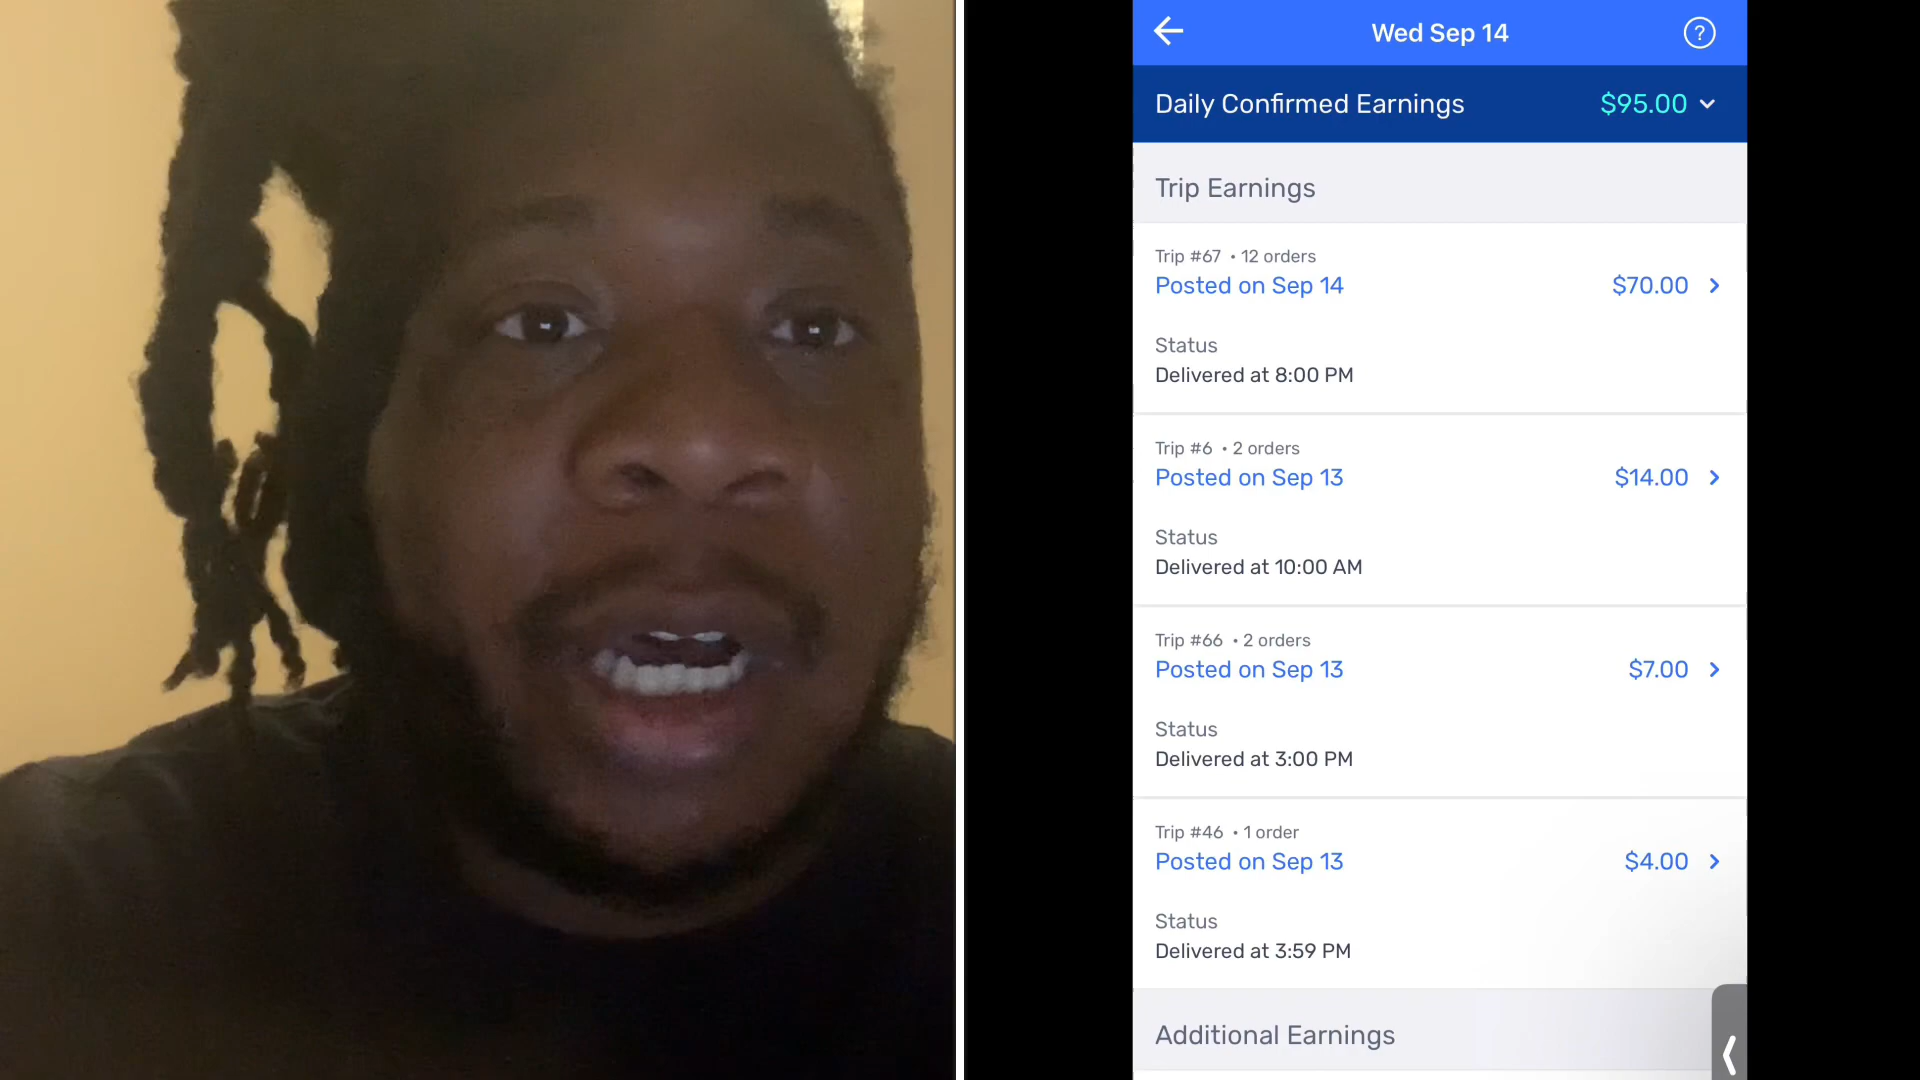 Wed Sep 14
?
Daily Confirmed Earnings $95.00
Trip Earnings
Trip #67 • 12 orders
Posted on Sep 14 $70.00
Status
Delivered at 8:00 PM
Trip #6 • 2 orders
Posted on Sep 13 $14.00
Status
Delivered at 10:00 AM
Trip #66 • 2 orders
Posted on Sep 13 $7.00
Status
Delivered at 3:00 PM
Trip #46 • 1 order
Posted on Sep 13 $4.00
Status
Delivered at 3:59 PM
Additional Earnings